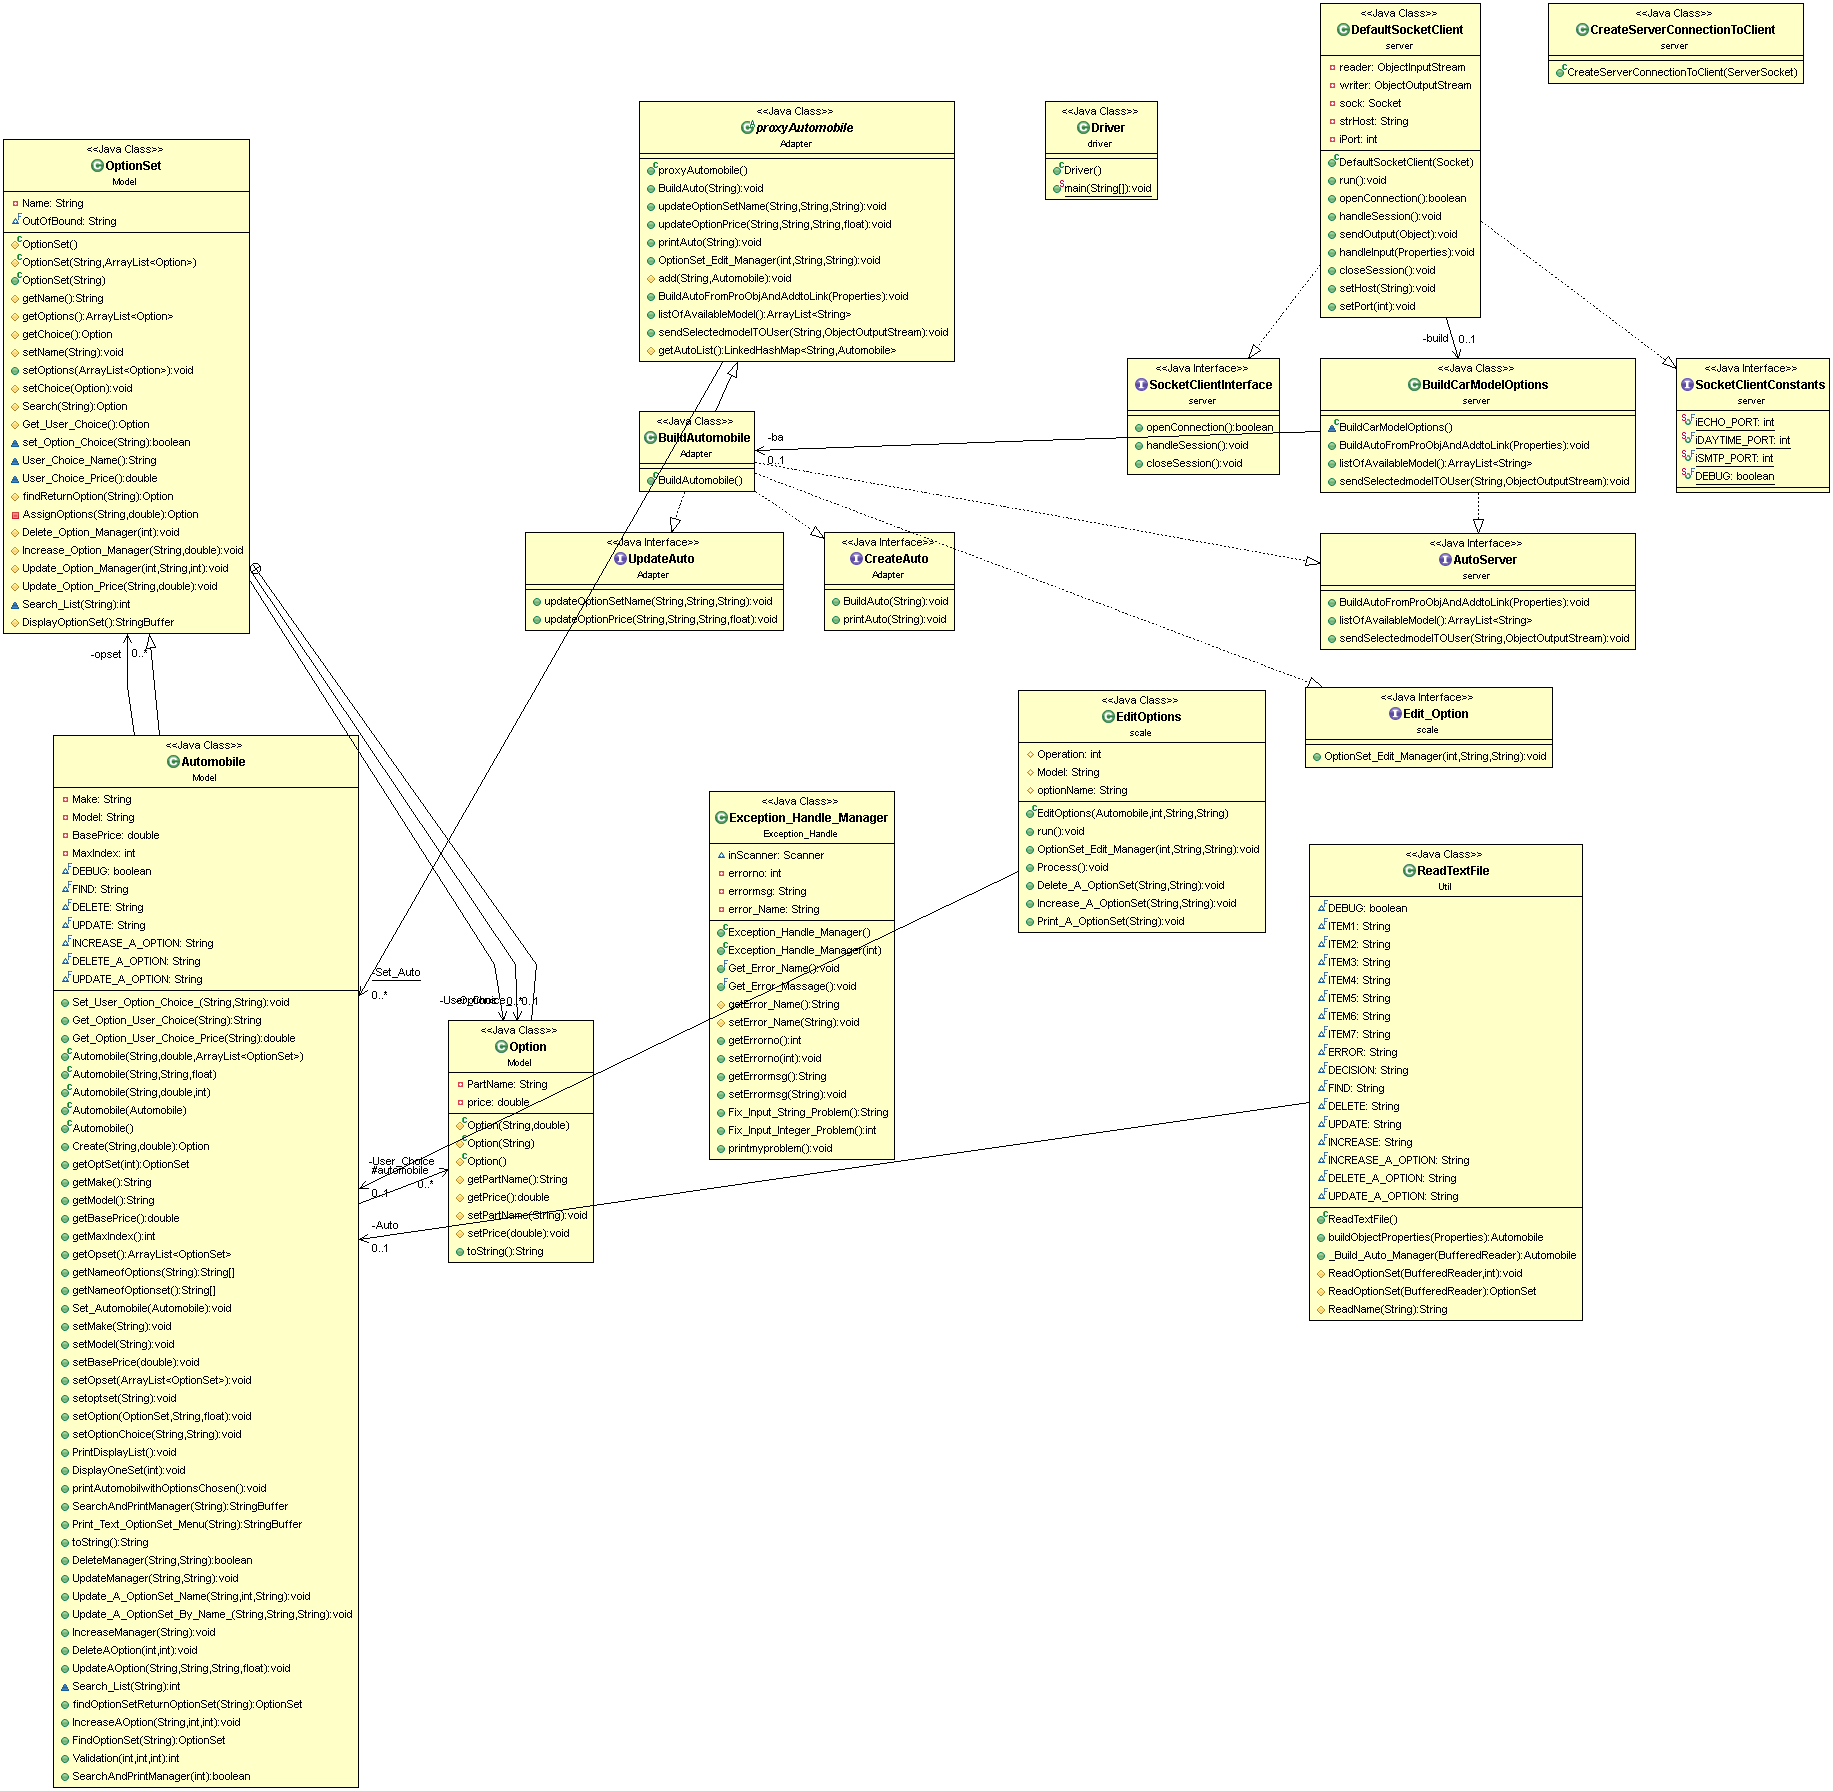 <<Java Class>>
DefaultSocketClient
server
reader: ObjectInputStream
writer: ObjectOutputStream
sock: Socket
strHost: String
iPort: int
DefaultSocketClient(Socket)
run():void
openConnection():boolean
handleSession():void
sendOutput(Object):void
handleInput(Properties):void
closeSession():void
setHost(String):void
setPort(int):void
<<Java Class>>
CreateServerConnectionToClient
server
CreateServerConnectionToClient(ServerSocket)
<<Java Class>>
proxyAutomobile
Adapter
proxyAutomobile()
BuildAuto(String):void
updateOptionSetName(String,String,String):void
updateOptionPrice(String,String,String,float):void
printAuto(String):void
OptionSet_Edit_Manager(int,String,String):void
add(String,Automobile):void
BuildAutoFromProObjAndAddtoLink(Properties):void
listOfAvailableModel():ArrayList<String>
sendSelectedmodelTOUser(String,ObjectOutputStream):void
getAutoList():LinkedHashMap<String,Automobile>
<<Java Class>>
Driver
driver
Driver()
main(String[]):void
<<Java Class>>
OptionSet
Model
Name: String
OutOfBound: String
OptionSet()
OptionSet(String,ArrayList<Option>)
OptionSet(String)
getName():String
getOptions():ArrayList<Option>
getChoice():Option
setName(String):void
setOptions(ArrayList<Option>):void
setChoice(Option):void
Search(String):Option
Get_User_Choice():Option
set_Option_Choice(String):boolean
User_Choice_Name():String
User_Choice_Price():double
findReturnOption(String):Option
AssignOptions(String,double):Option
Delete_Option_Manager(int):void
Increase_Option_Manager(String,double):void
Update_Option_Manager(int,String,int):void
Update_Option_Price(String,double):void
Search_List(String):int
DisplayOptionSet():StringBuffer
-build
0..1
<<Java Interface>>
SocketClientInterface
server
openConnection():boolean
handleSession():void
closeSession():void
<<Java Class>>
BuildCarModelOptions
server
BuildCarModelOptions()
BuildAutoFromProObjAndAddtoLink(Properties):void
listOfAvailableModel():ArrayList<String>
sendSelectedmodelTOUser(String,ObjectOutputStream):void
<<Java Interface>>
SocketClientConstants
server
iECHO_PORT: int
iDAYTIME_PORT: int
iSMTP_PORT: int
DEBUG: boolean
<<Java Class>>
BuildAutomobile
Adapter
BuildAutomobile()
-ba
0..1
<<Java Interface>>
UpdateAuto
Adapter
updateOptionSetName(String,String,String):void
updateOptionPrice(String,String,String,float):void
<<Java Interface>>
CreateAuto
Adapter
BuildAuto(String):void
printAuto(String):void
<<Java Interface>>
AutoServer
server
BuildAutoFromProObjAndAddtoLink(Properties):void
listOfAvailableModel():ArrayList<String>
sendSelectedmodelTOUser(String,ObjectOutputStream):void
-opset
0..*
<<Java Interface>>
Edit_Option
scale
OptionSet_Edit_Manager(int,String,String):void
<<Java Class>>
EditOptions
scale
Operation: int
Model: String
optionName: String
EditOptions(Automobile,int,String,String)
run():void
OptionSet_Edit_Manager(int,String,String):void
Process():void
Delete_A_OptionSet(String,String):void
Increase_A_OptionSet(String,String):void
Print_A_OptionSet(String):void
<<Java Class>>
Automobile
Model
Make: String
Model: String
BasePrice: double
MaxIndex: int
DEBUG: boolean
FIND: String
DELETE: String
UPDATE: String
INCREASE_A_OPTION: String
DELETE_A_OPTION: String
UPDATE_A_OPTION: String
Set_User_Option_Choice_(String,String):void
Get_Option_User_Choice(String):String
Get_Option_User_Choice_Price(String):double
Automobile(String,double,ArrayList<OptionSet>)
Automobile(String,String,float)
Automobile(String,double,int)
Automobile(Automobile)
Automobile()
Create(String,double):Option
getOptSet(int):OptionSet
getMake():String
getModel():String
getBasePrice():double
getMaxIndex():int
getOpset():ArrayList<OptionSet>
getNameofOptions(String):String[]
getNameofOptionset():String[]
Set_Automobile(Automobile):void
setMake(String):void
setModel(String):void
setBasePrice(double):void
setOpset(ArrayList<OptionSet>):void
setoptset(String):void
setOption(OptionSet,String,float):void
setOptionChoice(String,String):void
PrintDisplayList():void
DisplayOneSet(int):void
printAutomobilwithOptionsChosen():void
SearchAndPrintManager(String):StringBuffer
Print_Text_OptionSet_Menu(String):StringBuffer
toString():String
DeleteManager(String,String):boolean
UpdateManager(String,String):void
Update_A_OptionSet_Name(String,int,String):void
Update_A_OptionSet_By_Name_(String,String,String):void
IncreaseManager(String):void
DeleteAOption(int,int):void
UpdateAOption(String,String,String,float):void
Search_List(String):int
findOptionSetReturnOptionSet(String):OptionSet
IncreaseAOption(String,int,int):void
FindOptionSet(String):OptionSet
Validation(int,int,int):int
SearchAndPrintManager(int):boolean
<<Java Class>>
Exception_Handle_Manager
Exception_Handle
inScanner: Scanner
errorno: int
errormsg: String
error_Name: String
Exception_Handle_Manager()
Exception_Handle_Manager(int)
Get_Error_Name():void
Get_Error_Massage():void
getError_Name():String
setError_Name(String):void
getErrorno():int
setErrorno(int):void
getErrormsg():String
setErrormsg(String):void
Fix_Input_String_Problem():String
Fix_Input_Integer_Problem():int
printmyproblem():void
<<Java Class>>
ReadTextFile
Util
DEBUG: boolean
ITEM1: String
ITEM2: String
ITEM3: String
ITEM4: String
ITEM5: String
ITEM6: String
ITEM7: String
ERROR: String
DECISION: String
FIND: String
DELETE: String
UPDATE: String
INCREASE: String
INCREASE_A_OPTION: String
DELETE_A_OPTION: String
UPDATE_A_OPTION: String
ReadTextFile()
buildObjectProperties(Properties):Automobile
_Build_Auto_Manager(BufferedReader):Automobile
ReadOptionSet(BufferedReader,int):void
ReadOptionSet(BufferedReader):OptionSet
ReadName(String):String
-Set_Auto
0..*
0..1
<<Java Class>>
Option
Model
PartName: String
price: double
Option(String,double)
Option(String)
Option()
getPartName():String
getPrice():double
setPartName(String):void
setPrice(double):void
toString():String
-User_Choice
#automobile
0..*
0..1
-Auto
0..1